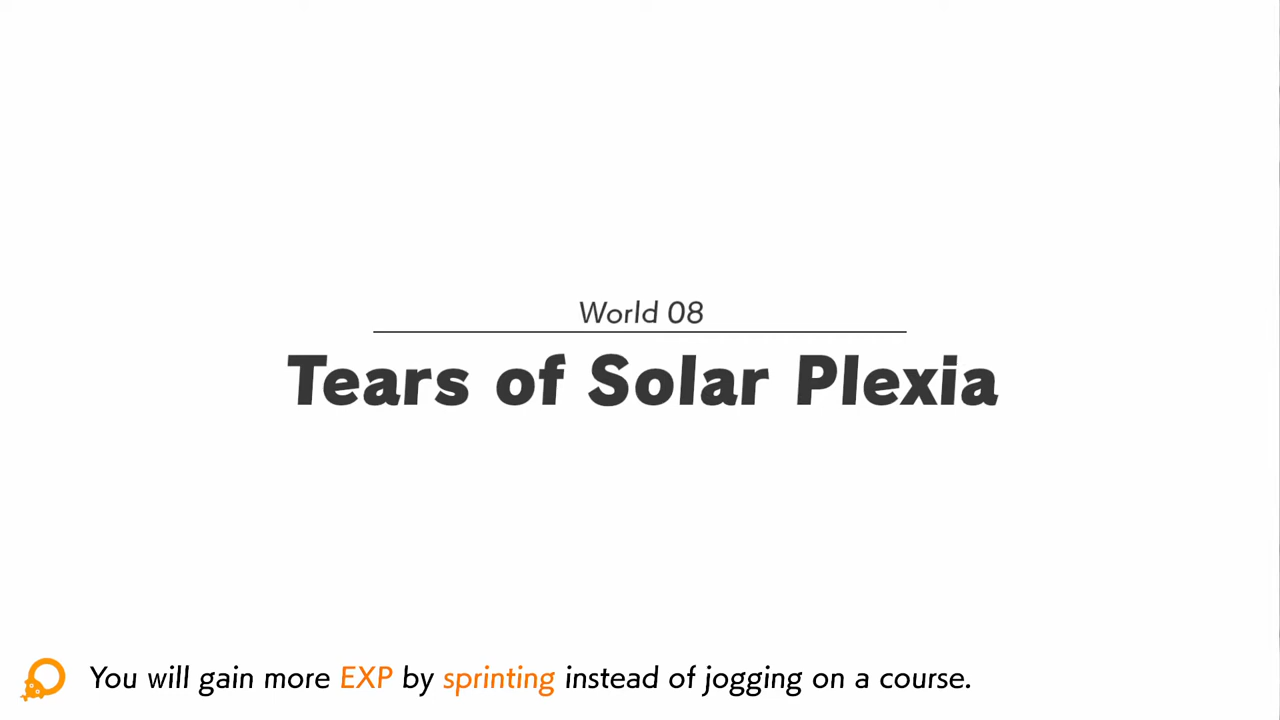 World 08
Tears of Solar Plexia
You will gain more EXP by sprinting instead of jogging on a course.